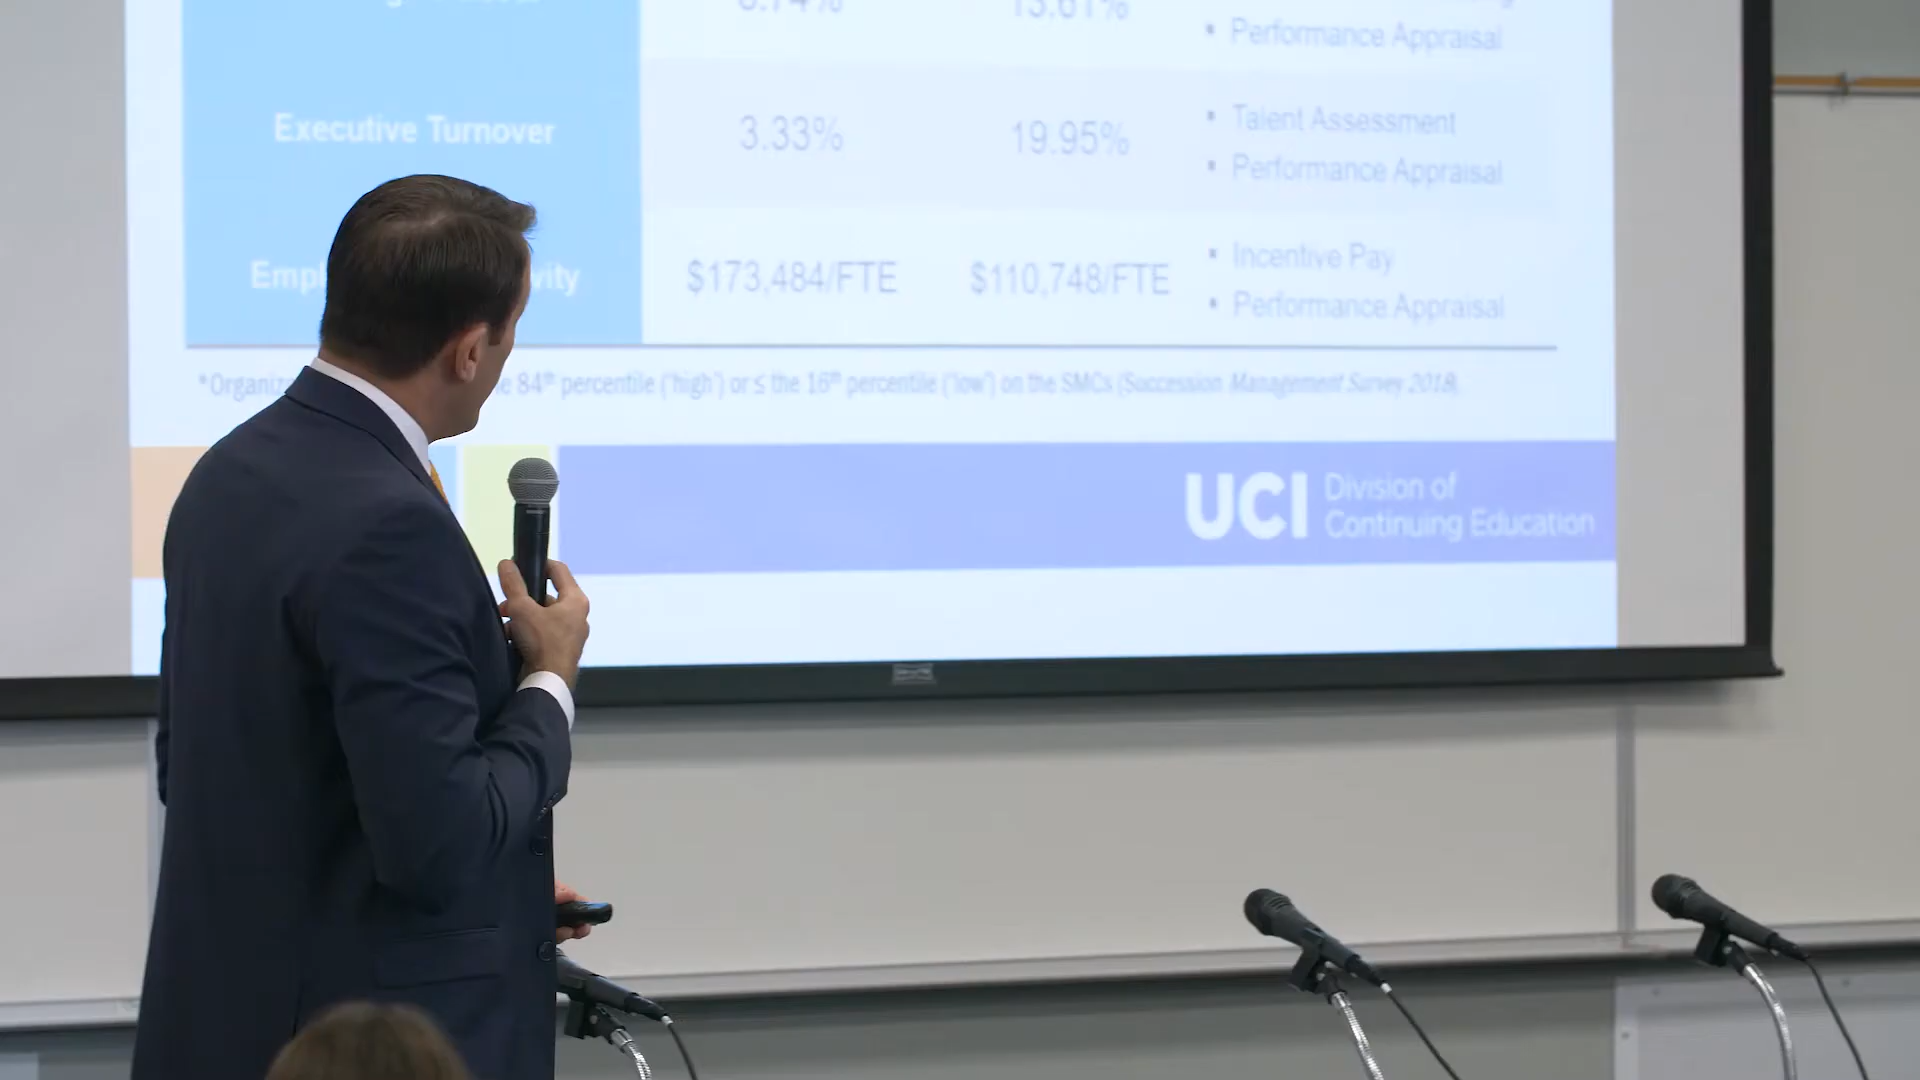 Performance Appraisal
Executive Turnover 3.33% 19.95%
Talent Assessment
Performance Appraisal
$173,484/FTE $110,748/FTE
Incentive Pay
Performance Appraisal
84th percentile ('high') or ≤ the 16th percentile ('low') on the SMCs (Succession Management Survey 2018)
UCI Division of
Continuing Education